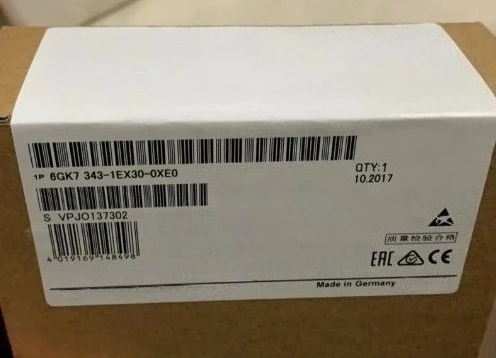 1P 6GK7 343-1EX30-0XE0
QTY:1
10.2017
S VPJO137302
质量检验合格
4 019169 148498
EAC CE
Made in Germany